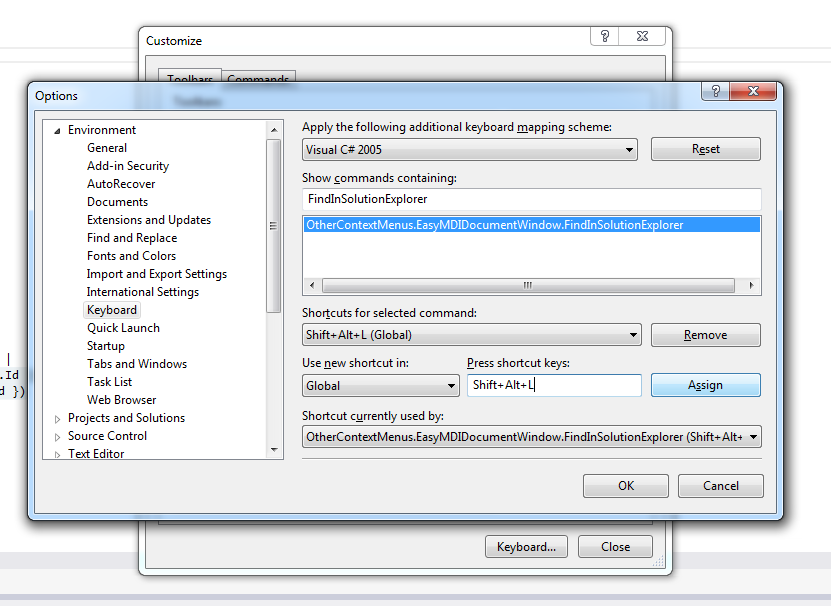 Customize
Toolbars Commands
Options
Environment
General
Add-in Security
AutoRecover
Documents
Extensions and Updates
Find and Replace
Fonts and Colors
Import and Export Settings
International Settings
Keyboard
Quick Launch
Startup
Tabs and Windows
Task List
Web Browser
Projects and Solutions
Source Control
Text Editor
Apply the following additional keyboard mapping scheme:
Visual C# 2005
Reset
Show commands containing:
FindInSolutionExplorer
OtherContextMenus.EasyMDIDocumentWindow.FindInSolutionExplorer
Shortcuts for selected command:
Shift+Alt+L (Global)
Remove
Use new shortcut in:
Press shortcut keys:
Global
Shift+Alt+L
Assign
Shortcut currently used by:
OtherContextMenus.EasyMDIDocumentWindow.FindInSolutionExplorer (Shift+Alt+
OK
Cancel
|
.Id
d })
Keyboard...
Close